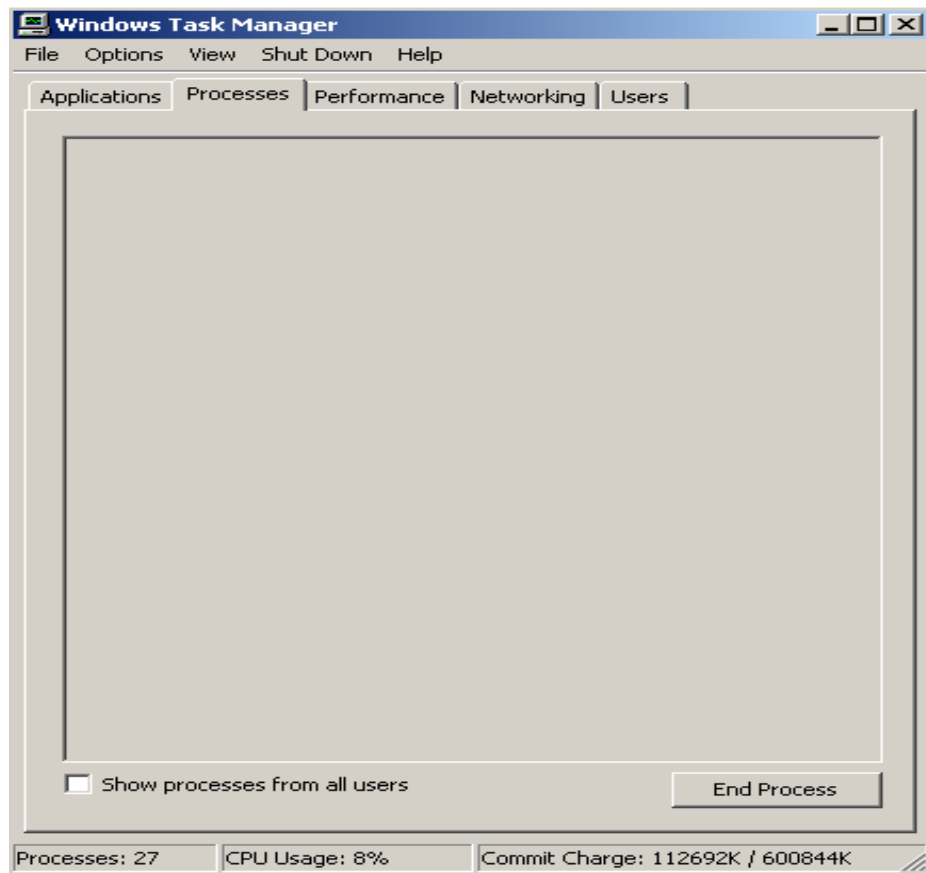 Windows Task Manager
File Options View Shut Down Help
Applications Processes Performance Networking Users
Show processes from all users End Process
Processes: 27 CPU Usage: 8% Commit Charge: 112692K / 600844K